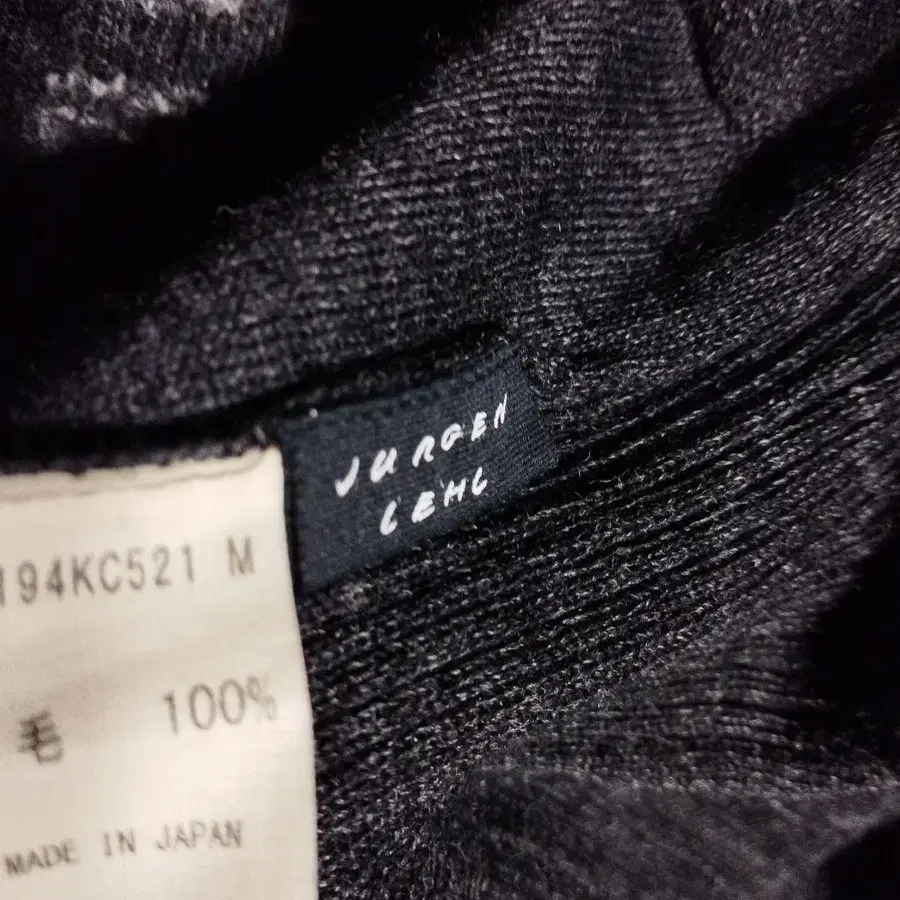 JURGEN
LEHL
194KC521 M
毛 100%
MADE IN JAPAN